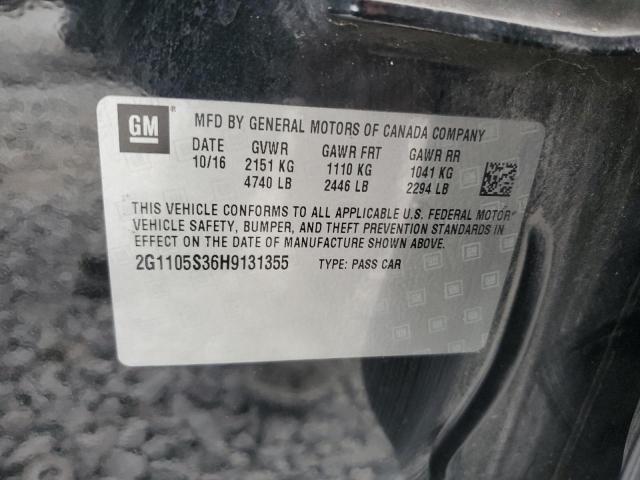 GM ®
MFD BY GENERAL MOTORS OF CANADA COMPANY
DATE GVWR GAWR FRT GAWR RR
10/16 2151 KG 1110 KG 1041 KG
4740 LB 2446 LB 2294 LB
THIS VEHICLE CONFORMS TO ALL APPLICABLE U.S. FEDERAL MOTOR
VEHICLE SAFETY, BUMPER, AND THEFT PREVENTION STANDARDS IN
EFFECT ON THE DATE OF MANUFACTURE SHOWN ABOVE.
2G1105S36H9131355 TYPE: PASS CAR